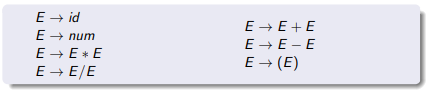 E → id
E → num
E → E ∗ E
E → E/E
E → E + E
E → E − E
E → (E)